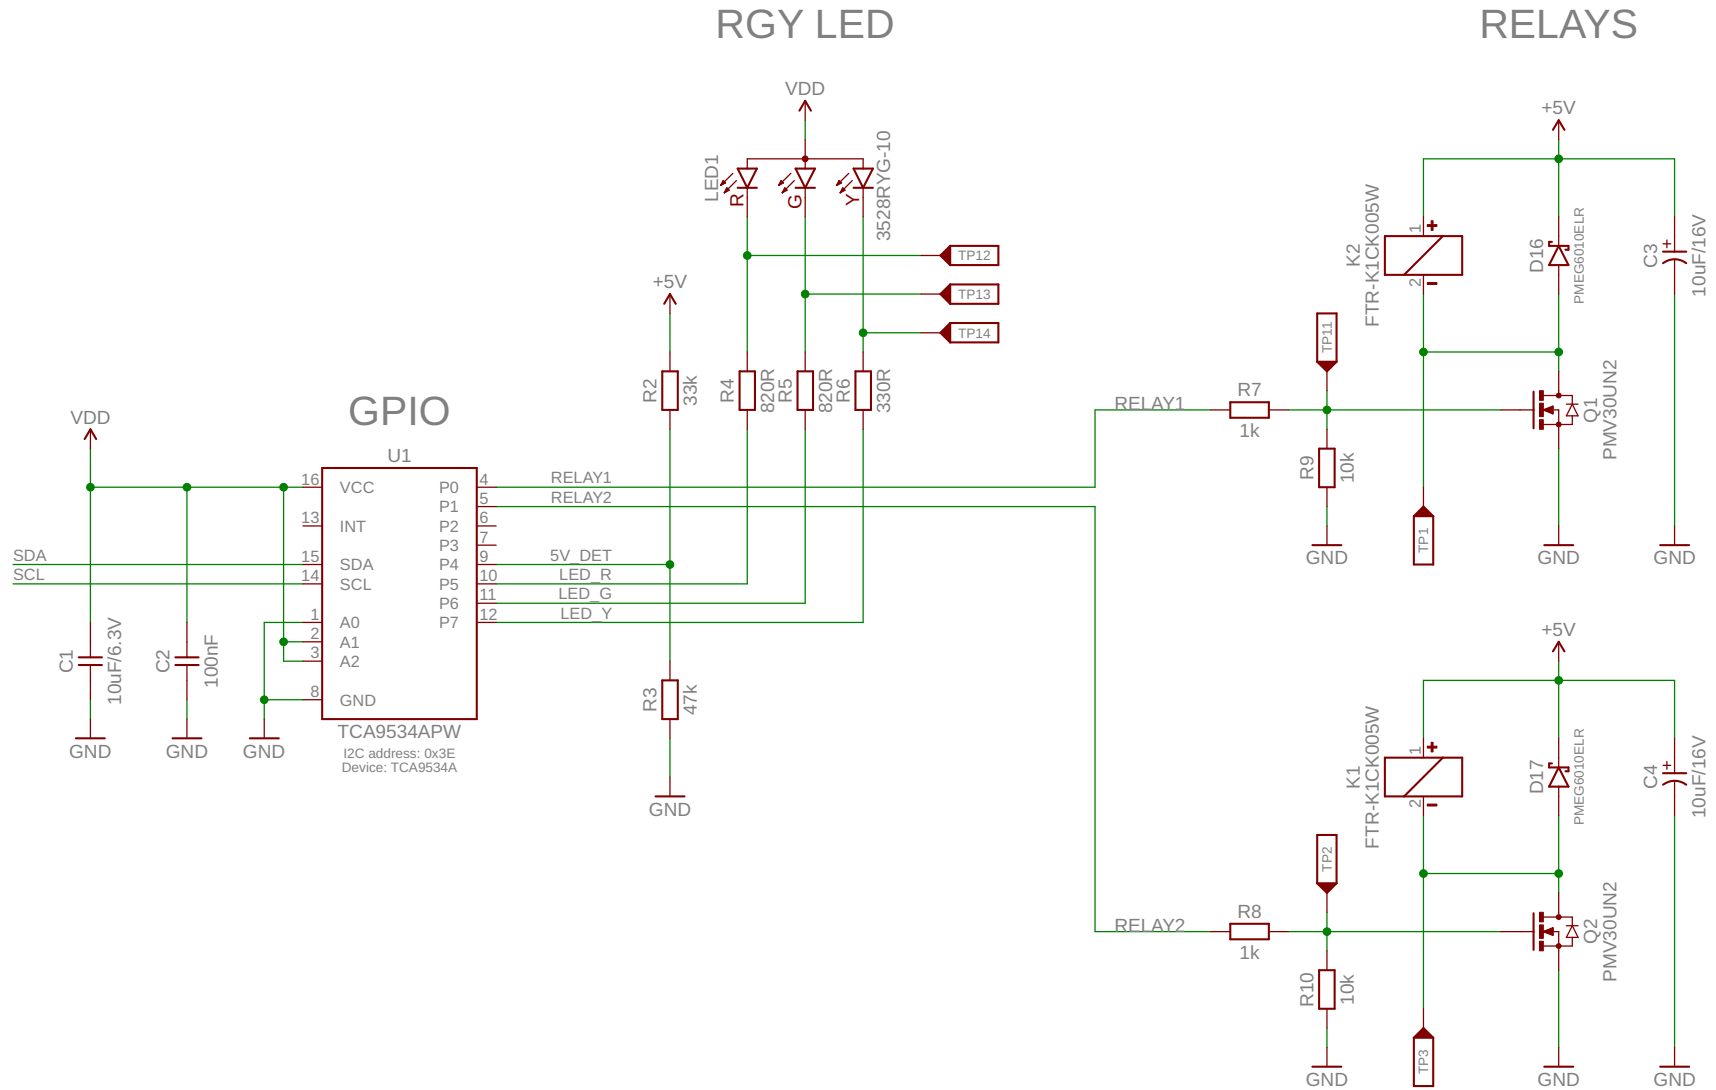 RGY LED
RELAYS
VDD
LED1
R
G
Y
3528RYG-10
TP12
TP13
TP14
+5V
R2
33k
R4
820R
R5
820R
R6
330R
+5V
1
+
K2
FTR-K1CK005W
2
-
D16
PMEG6010ELR
C3
+
10uF/16V
TP11
RELAY1
R7
1k
R9
10k
GND
TP1
Q1
PMV30UN2
GND
GND
GPIO
VDD
U1
16
VCC
13
INT
SDA
15
SDA
SCL
14
SCL
1
A0
2
A1
3
A2
8
GND
P0
4
RELAY1
P1
5
RELAY2
P2
6
P3
7
P4
9
5V_DET
P5
10
LED_R
P6
11
LED_G
P7
12
LED_Y
C1
10uF/6.3V
C2
100nF
GND
GND
GND
TCA9534APW
I2C address: 0x3E
Device: TCA9534A
R3
47k
GND
+5V
1
+
K1
FTR-K1CK005W
2
-
D17
PMEG6010ELR
C4
+
10uF/16V
TP2
RELAY2
R8
1k
R10
10k
GND
TP3
Q2
PMV30UN2
GND
GND